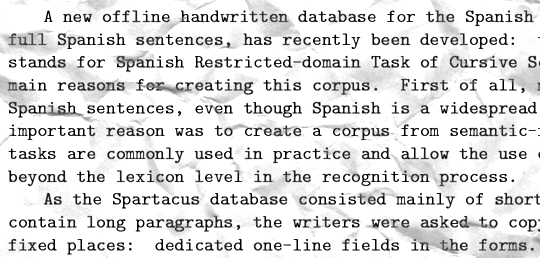 A new offline handwritten database for the Spanish
full Spanish sentences, has recently been developed:
stands for Spanish Restricted-domain Task of Cursive
main reasons for creating this corpus. First of all,
Spanish sentences, even though Spanish is a widespread
important reason was to create a corpus from
tasks are commonly used in practice and allow the use
beyond the lexicon level in the recognition process.
As the Spartacus database consisted mainly of short
contain long paragraphs, the writers were asked to
fixed places: dedicated one-line fields in the forms.